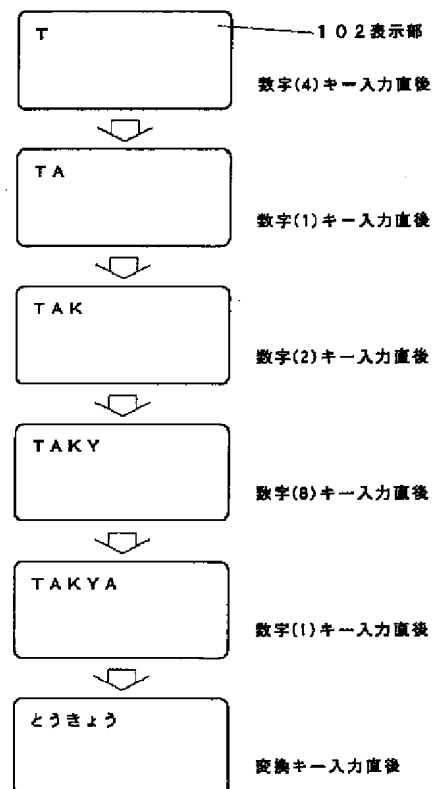 T
102表示部
数字(4)キー入力直後
TA
数字(1)キー入力直後
TAK
数字(2)キー入力直後
TAKY
数字(8)キー入力直後
TAKYA
数字(1)キー入力直後
とうきょう
変換キー入力直後